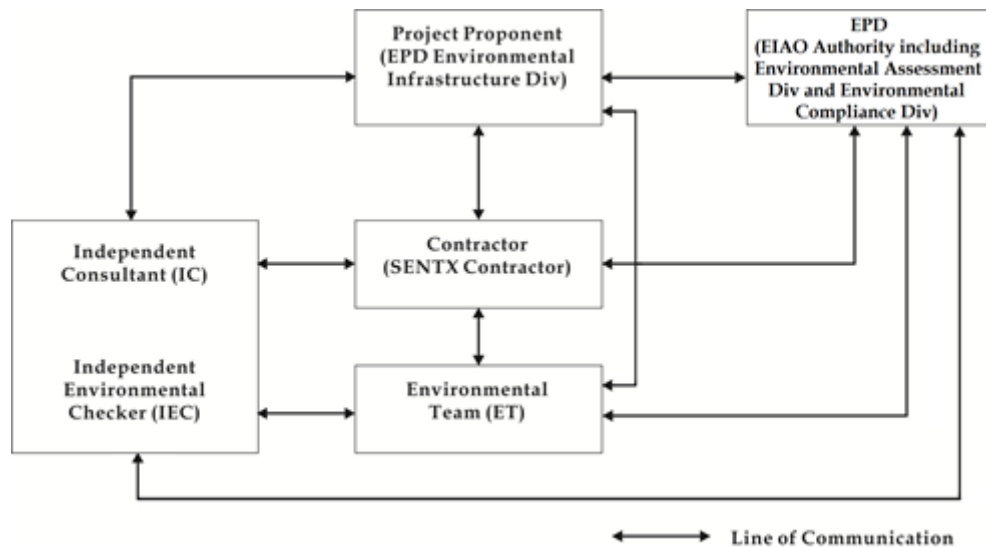 Project Proponent
(EPD Environmental
Infrastructure Div)
EPD
(EIAO Authority including
Environmental Assessment
Div and Environmental
Compliance Div)
Independent
Consultant (IC)
Contractor
(SENTX Contractor)
Independent
Environmental
Checker (IEC)
Environmental
Team (ET)
Line of Communication